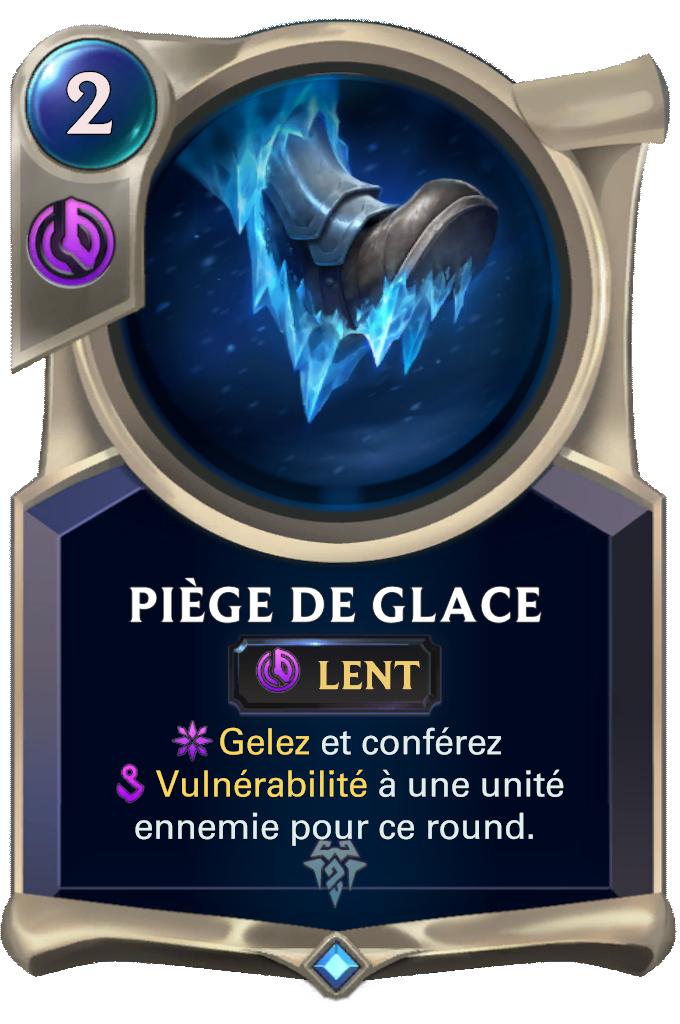 2
PIÈGE DE GLACE
LENT
Gelez et conférez
Vulnérabilité à une unité
ennemie pour ce round.